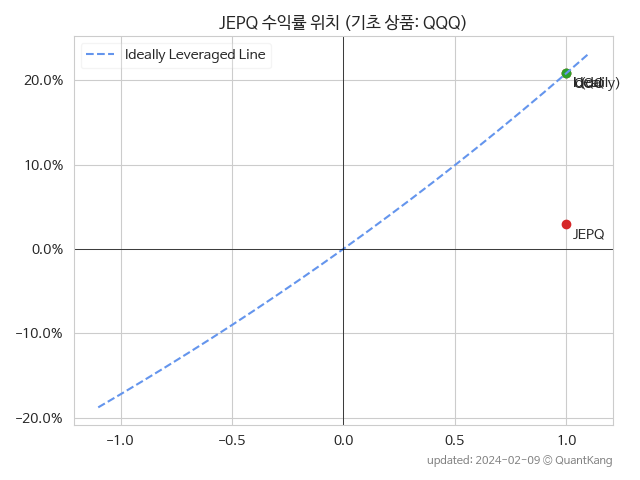 JEPQ 수익률 위치 (기초 상품: QQQ)
Ideally Leveraged Line
20.0%
10.0%
0.0%
-10.0%
-20.0%
JEPQ
-1.0 -0.5 0.0 0.5 1.0
updated: 2024-02-09 © QuantKang